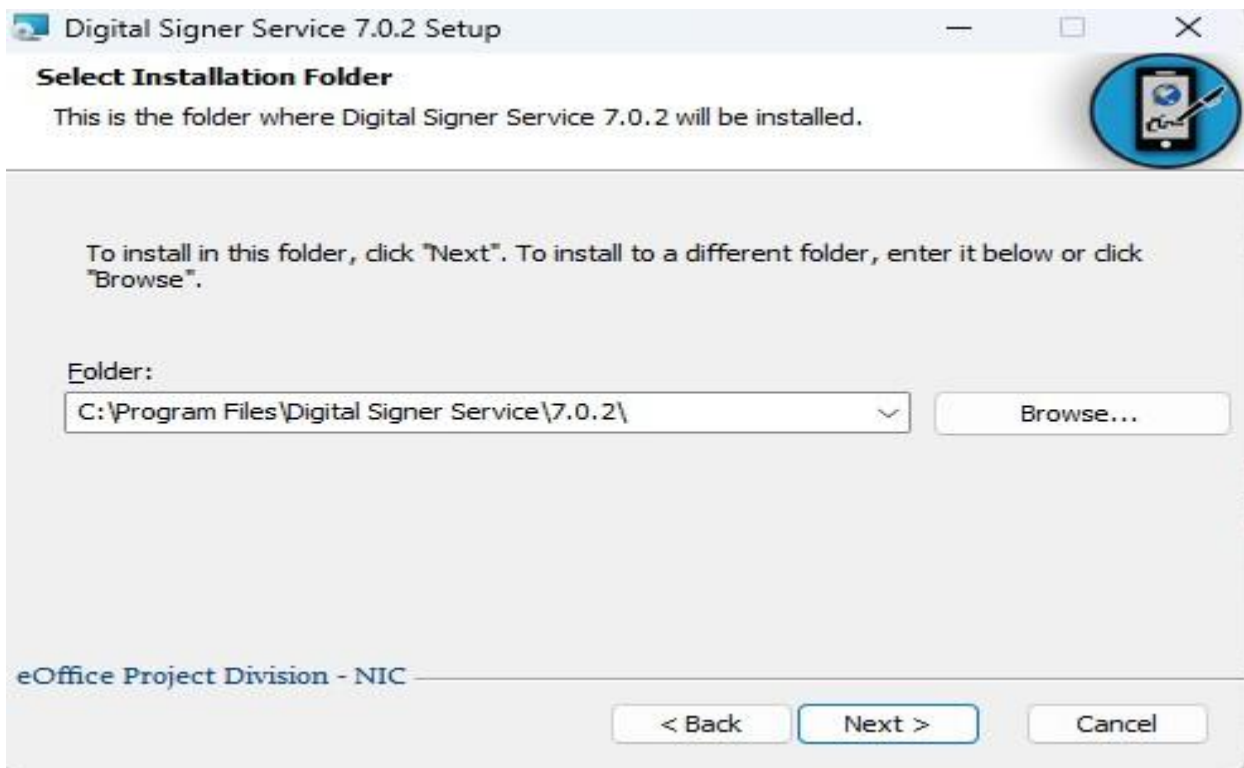 Digital Signer Service 7.0.2 Setup
Select Installation Folder
This is the folder where Digital Signer Service 7.0.2 will be installed.
To install in this folder, click "Next". To install to a different folder, enter it below or click
"Browse".
Folder:
C:\Program Files\Digital Signer Service\7.0.2\
Browse...
eOffice Project Division - NIC
< Back
Next >
Cancel